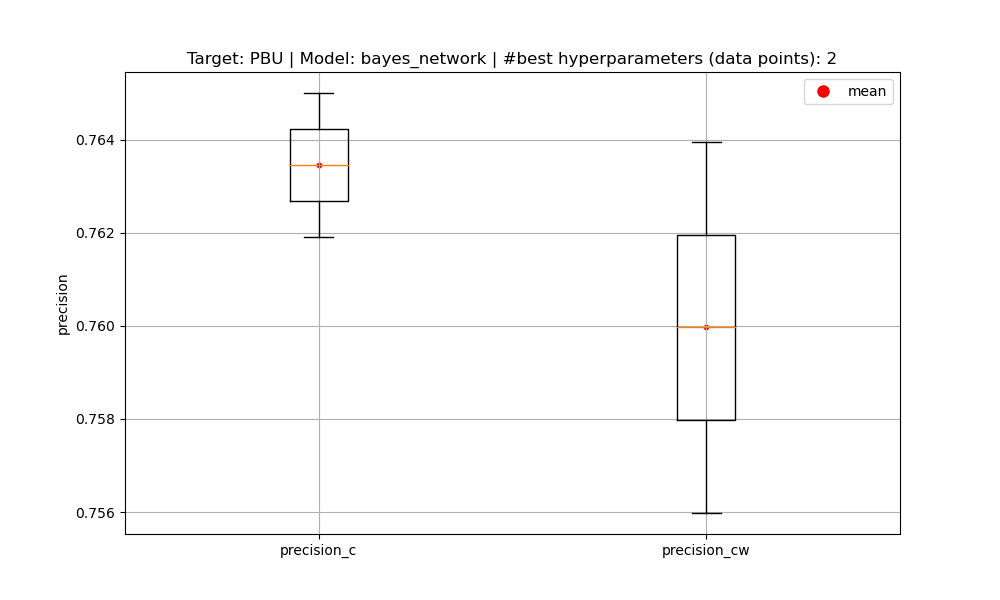 Target: PBU | Model: bayes_network | #best hyperparameters (data points): 2
mean
0.764
0.762
0.760
0.758
0.756
precision
precision_c
precision_cw